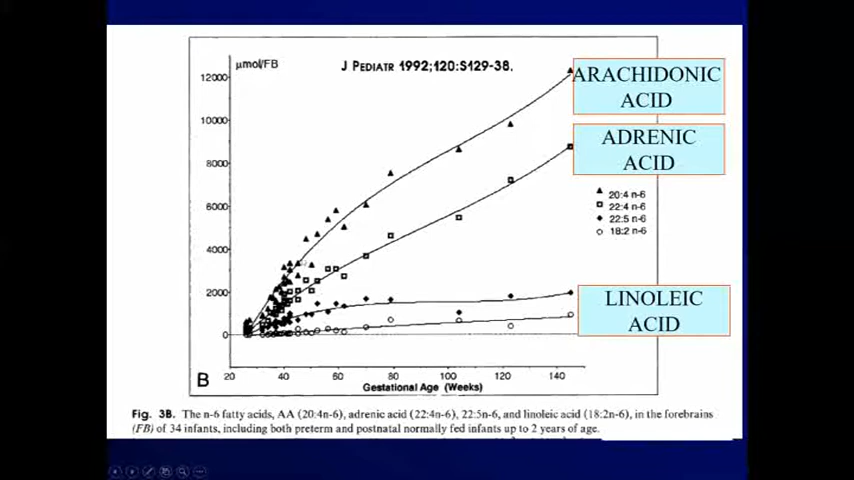 µmol/FB
J PEDIATR 1992;120:S129-38.
12000
10000
8000
6000
4000
2000
0
ARACHIDONIC
ACID
ADRENIC
ACID
20:4 n-6
22:4 n-6
22:5 n-6
18:2 n-6
LINOLEIC
ACID
B
20 40 60 80 100 120 140
Gestational Age (Weeks)
Fig. 3B. The n-6 fatty acids, AA (20:4n-6), adrenic acid (22:4n-6), 22:5n-6, and linoleic acid (18:2n-6), in the forebrains
(FB) of 34 infants, including both preterm and postnatal normally fed infants up to 2 years of age.